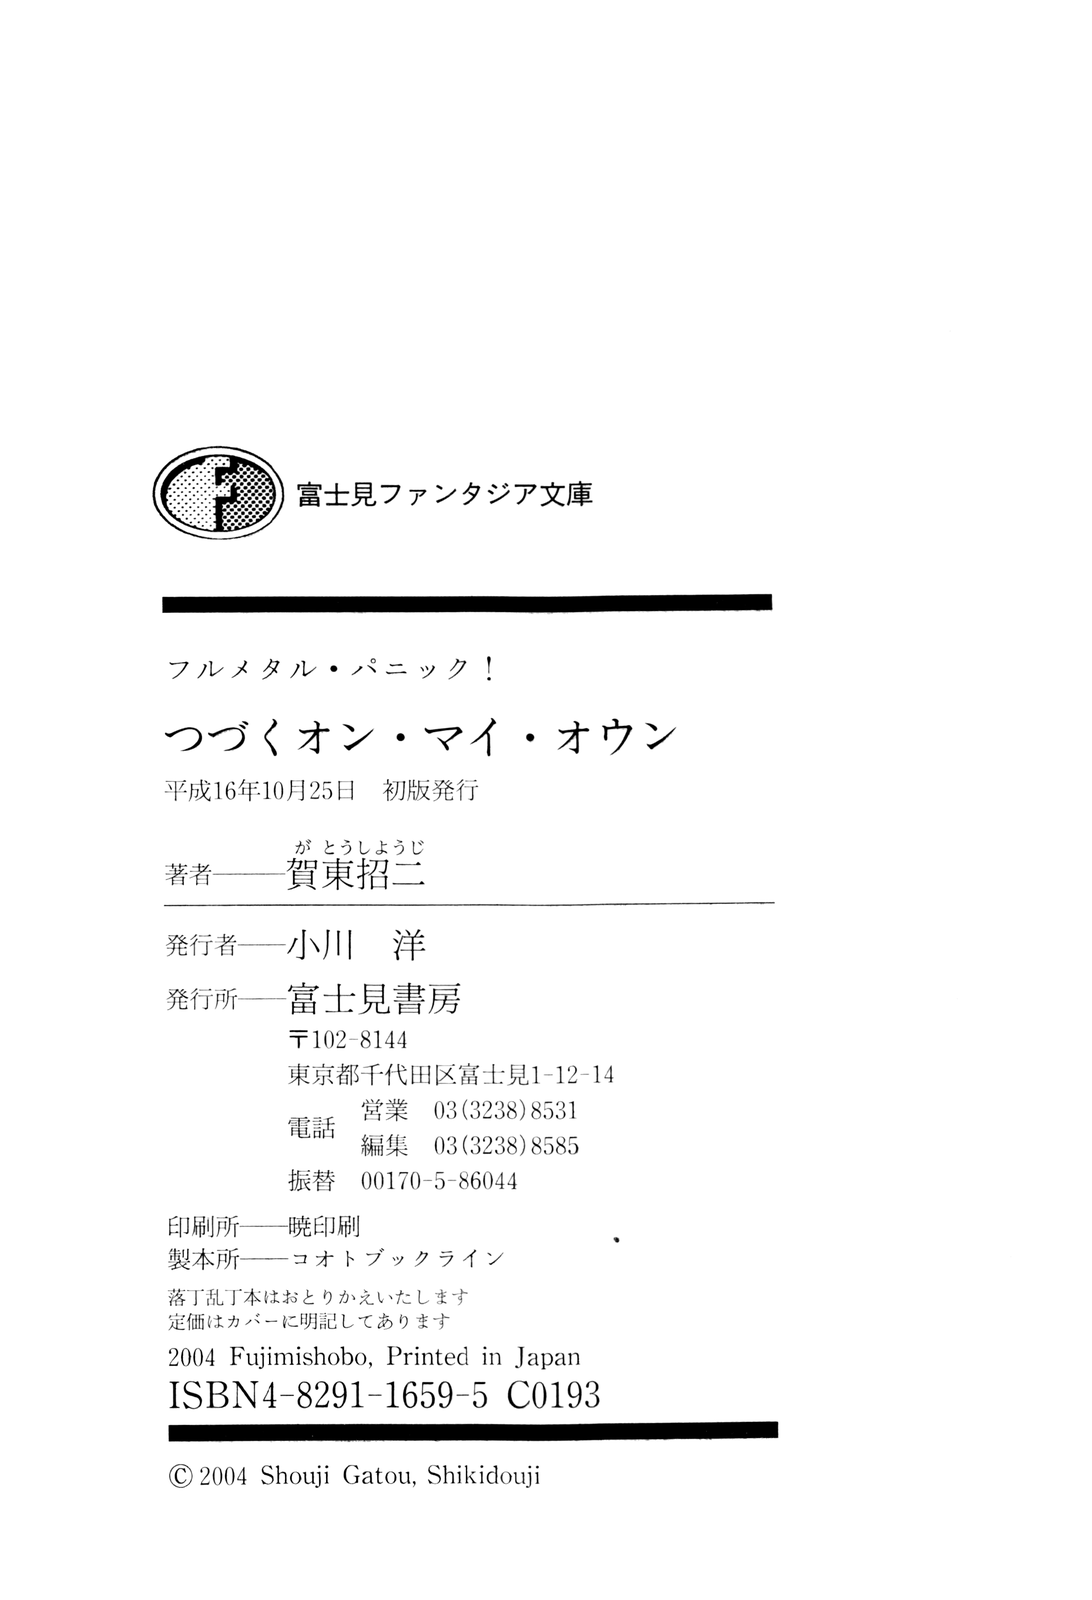 富士見ファンタジア文庫
フルメタル・パニック！
つづくオン・マイ・オウン
平成16年10月25日　初版発行
がとうしようじ
著者――賀東招二
発行者――小川　洋
発行所――富士見書房
〒102-8144
東京都千代田区富士見1-12-14
電話　営業　03(3238)8531
編集　03(3238)8585
振替　00170-5-86044
印刷所――暁印刷
製本所――コオトブックライン
落丁乱丁本はおとりかえいたします
定価はカバーに明記してあります
2004 Fujimishobo, Printed in Japan
ISBN4-8291-1659-5 C0193
©2004 Shouji Gatou, Shikidouji